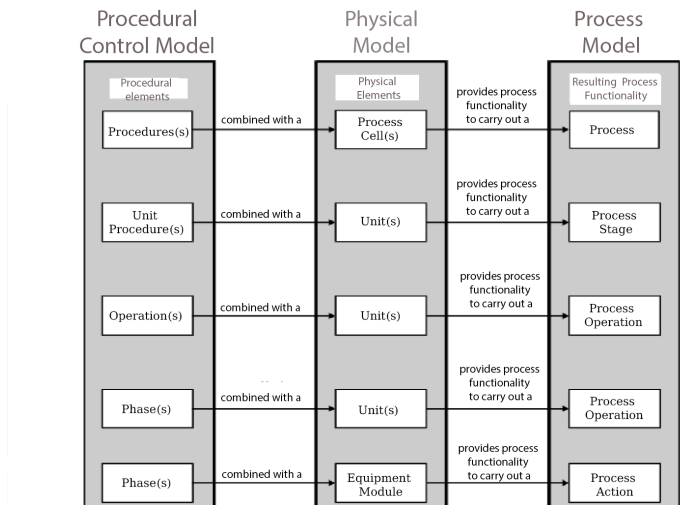 Procedural
Control Model
Physical
Model
Process
Model
Procedural
elements
Physical
Elements
Resulting Process
Functionality
Procedures(s)
combined with a
Process
Cell(s)
provides process
functionality
to carry out a
Process
Unit
Procedure(s)
combined with a
Unit(s)
provides process
functionality
to carry out a
Process
Stage
Operation(s)
combined with a
Unit(s)
provides process
functionality
to carry out a
Process
Operation
Phase(s)
combined with a
Unit(s)
provides process
functionality
to carry out a
Process
Operation
Phase(s)
combined with a
Equipment
Module
provides process
functionality
to carry out a
Process
Action